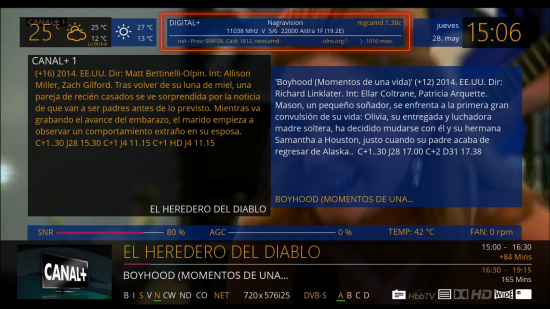 CANAL+ 1
25°
25 °C
12 °C
La Bisbal
27 °C
13 °C
DIGITAL+ Nagravision mgcamd.1.38c
11038 MHz V 5/6 22000 Astra 1F (19.2E)
net - Prov: 004106, Caid: 1812, newcamd: cdns.org:1 ) - 1016 msec
jueves
28, may
15:06
CANAL+ 1
(+16) 2014. EE.UU. Dir: Matt Bettinelli-Olpin. Int: Allison
Miller, Zach Gilford. Tras volver de su luna de miel, una
pareja de recién casados se ve sorprendida por la noticia
de que van a ser padres antes de lo previsto. Mientras va
grabando el avance del embarazo, el marido empieza a
observar un comportamiento extraño en su esposa.
C+1..30 J28 15.30 C+1 J4 11.15 C+1 HD J4 11.15
EL HEREDERO DEL DIABLO
'Boyhood (Momentos de una vida)' (+12) 2014. EE.UU. Dir:
Richard Linklater. Int: Ellar Coltrane, Patricia Arquette.
Mason, un pequeño soñador, se enfrenta a la primera gran
convulsión de su vida: Olivia, su entregada y luchadora
madre soltera, ha decidido mudarse con él y su hermana
Samantha a Houston, justo cuando su padre acaba de
regresar de Alaska.. C+1..30 J28 17.00 C+2 D31 17.38
BOYHOOD (MOMENTOS DE UNA...
SNR 80 % AGC 0 % TEMP: 42 °C FAN: 0 rpm
CANAL+
EL HEREDERO DEL DIABLO
15:00 - 16:30
+84 Mins
BOYHOOD (MOMENTOS DE UNA...
16:30 - 19:15
165 Mins
B I S V N CW ND CO NET 720x576i25 DVB-S A B C D HbbTV HD WIDE